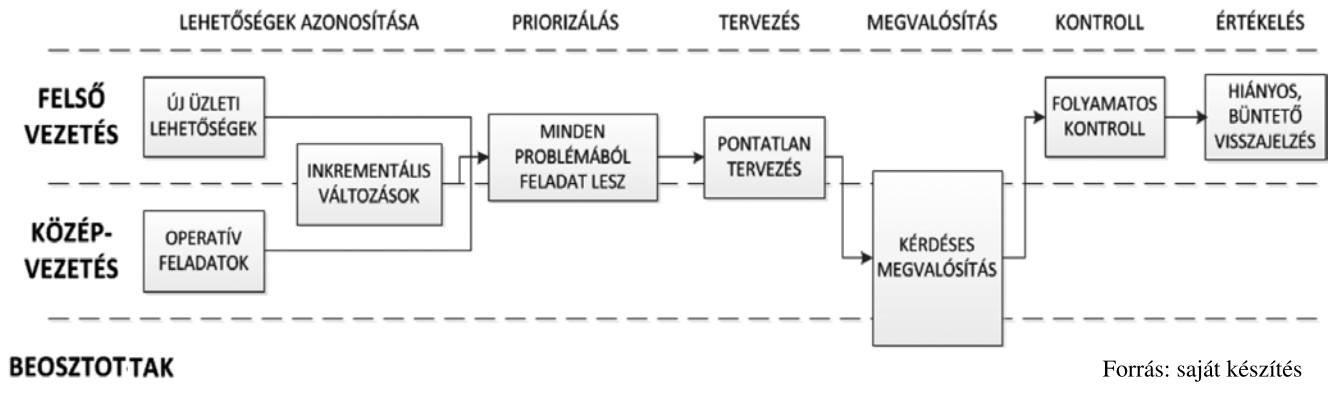 LEHETŐSÉGEK AZONOSÍTÁSA
PRIORIZÁLÁS
TERVEZÉS
MEGVALÓSÍTÁS
KONTROLL
ÉRTÉKELÉS
FELSŐ
VEZETÉS
ÚJ ÜZLETI
LEHETŐSÉGEK
INKREMENTÁLIS
VÁLTOZÁSOK
MINDEN
PROBLÉMÁBÓL
FELADAT LESZ
PONTATLAN
TERVEZÉS
FOLYAMATOS
KONTROLL
HIÁNYOS,
BÜNTETŐ
VISSZAJELZÉS
KÖZÉP-
VEZETÉS
OPERATÍV
FELADATOK
KÉRDÉSES
MEGVALÓSÍTÁS
BEOSZTOTTAK
Forrás: saját készítés